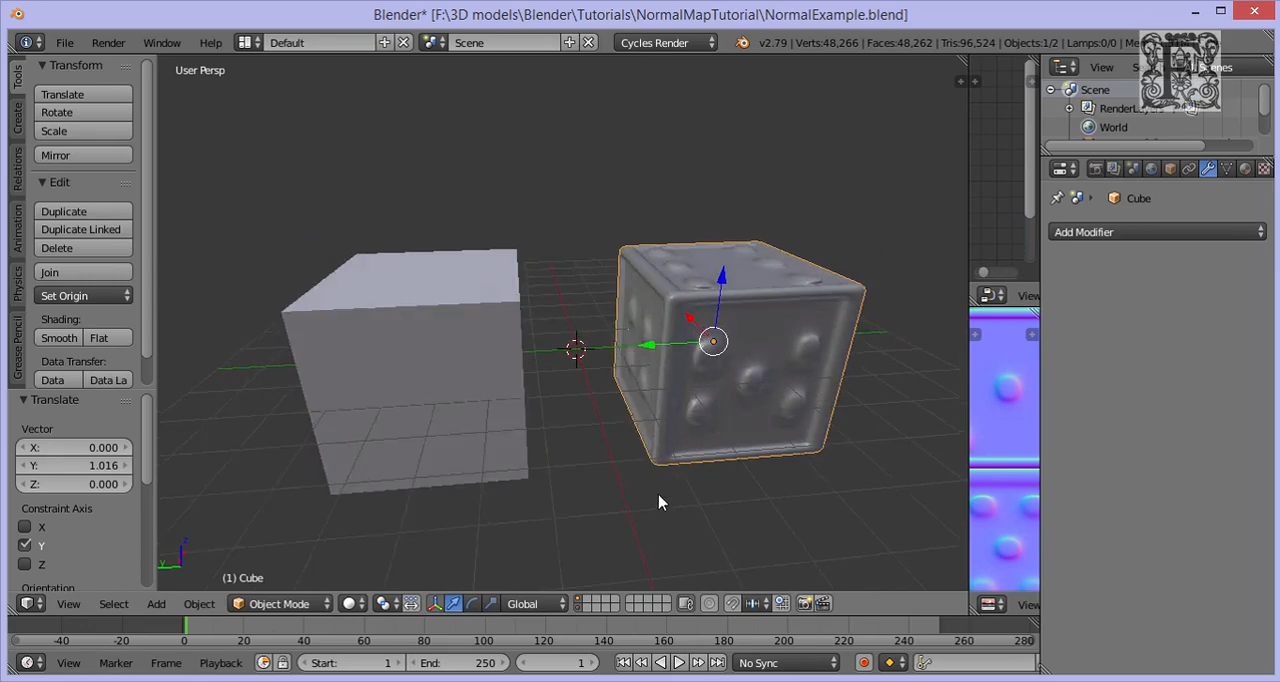 Blender* [F:\3D models\Blender\Tutorials\NormalMapTutorial\NormalExample.blend]
File Render Window Help Default Scene Cycles Render v2.79 | Verts:48,266 | Faces:48,262 | Tris:96,524 | Objects:1/2 | Lamps:0/0 |
Tools
Create
Relations
Animation
Physics
Grease Pencil
Transform
Translate
Rotate
Scale
Mirror
Edit
Duplicate
Duplicate Linked
Delete
Join
Set Origin
Shading:
Smooth Flat
Data Transfer:
Data Data La
Translate
Vector
X: 0.000
Y: 1.016
Z: 0.000
Constraint Axis
X
Y
Z
Orientation
User Persp
z
y
(1) Cube
View Select Add Object Object Mode Global
View
View
View Scenes
Scene
World
Cube
Add Modifier
-40 -20 0 20 40 60 80 100 120 140 160 180 200 220 240 260 280
View Marker Frame Playback Start: 1 End: 250 1 No Sync
F